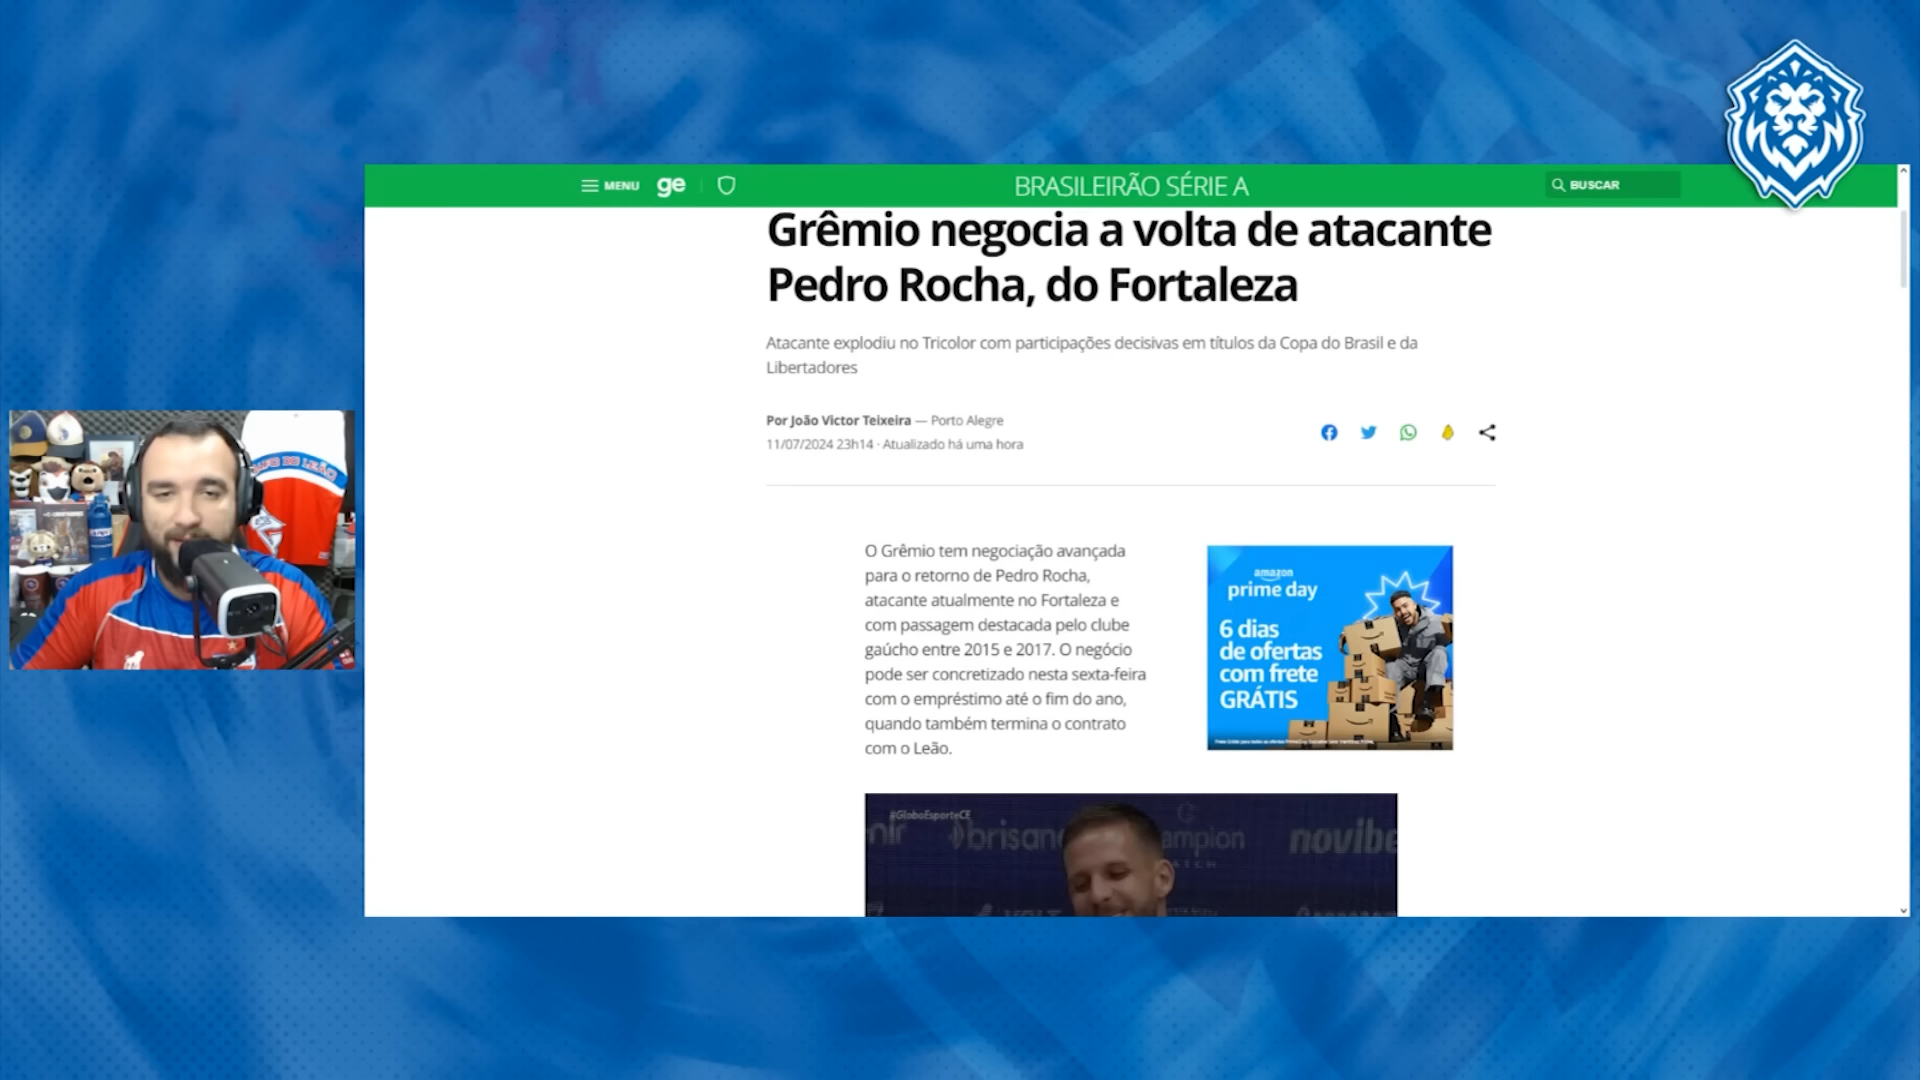 MENU ge BRASILEIRÃO SÉRIE A BUSCAR
Grêmio negocia a volta de atacante
Pedro Rocha, do Fortaleza
Atacante explodiu no Tricolor com participações decisivas em títulos da Copa do Brasil e da
Libertadores
Por João Victor Teixeira — Porto Alegre
11/07/2024 23h14 · Atualizado há uma hora
O Grêmio tem negociação avançada
para o retorno de Pedro Rocha,
atacante atualmente no Fortaleza e
com passagem destacada pelo clube
gaúcho entre 2015 e 2017. O negócio
pode ser concretizado nesta sexta-feira
com o empréstimo até o fim do ano,
quando também termina o contrato
com o Leão.
amazon
prime day
6 dias
de ofertas
com frete
GRÁTIS
#GloboEsporteCE
brisan ampion novibe
DO LEÃO